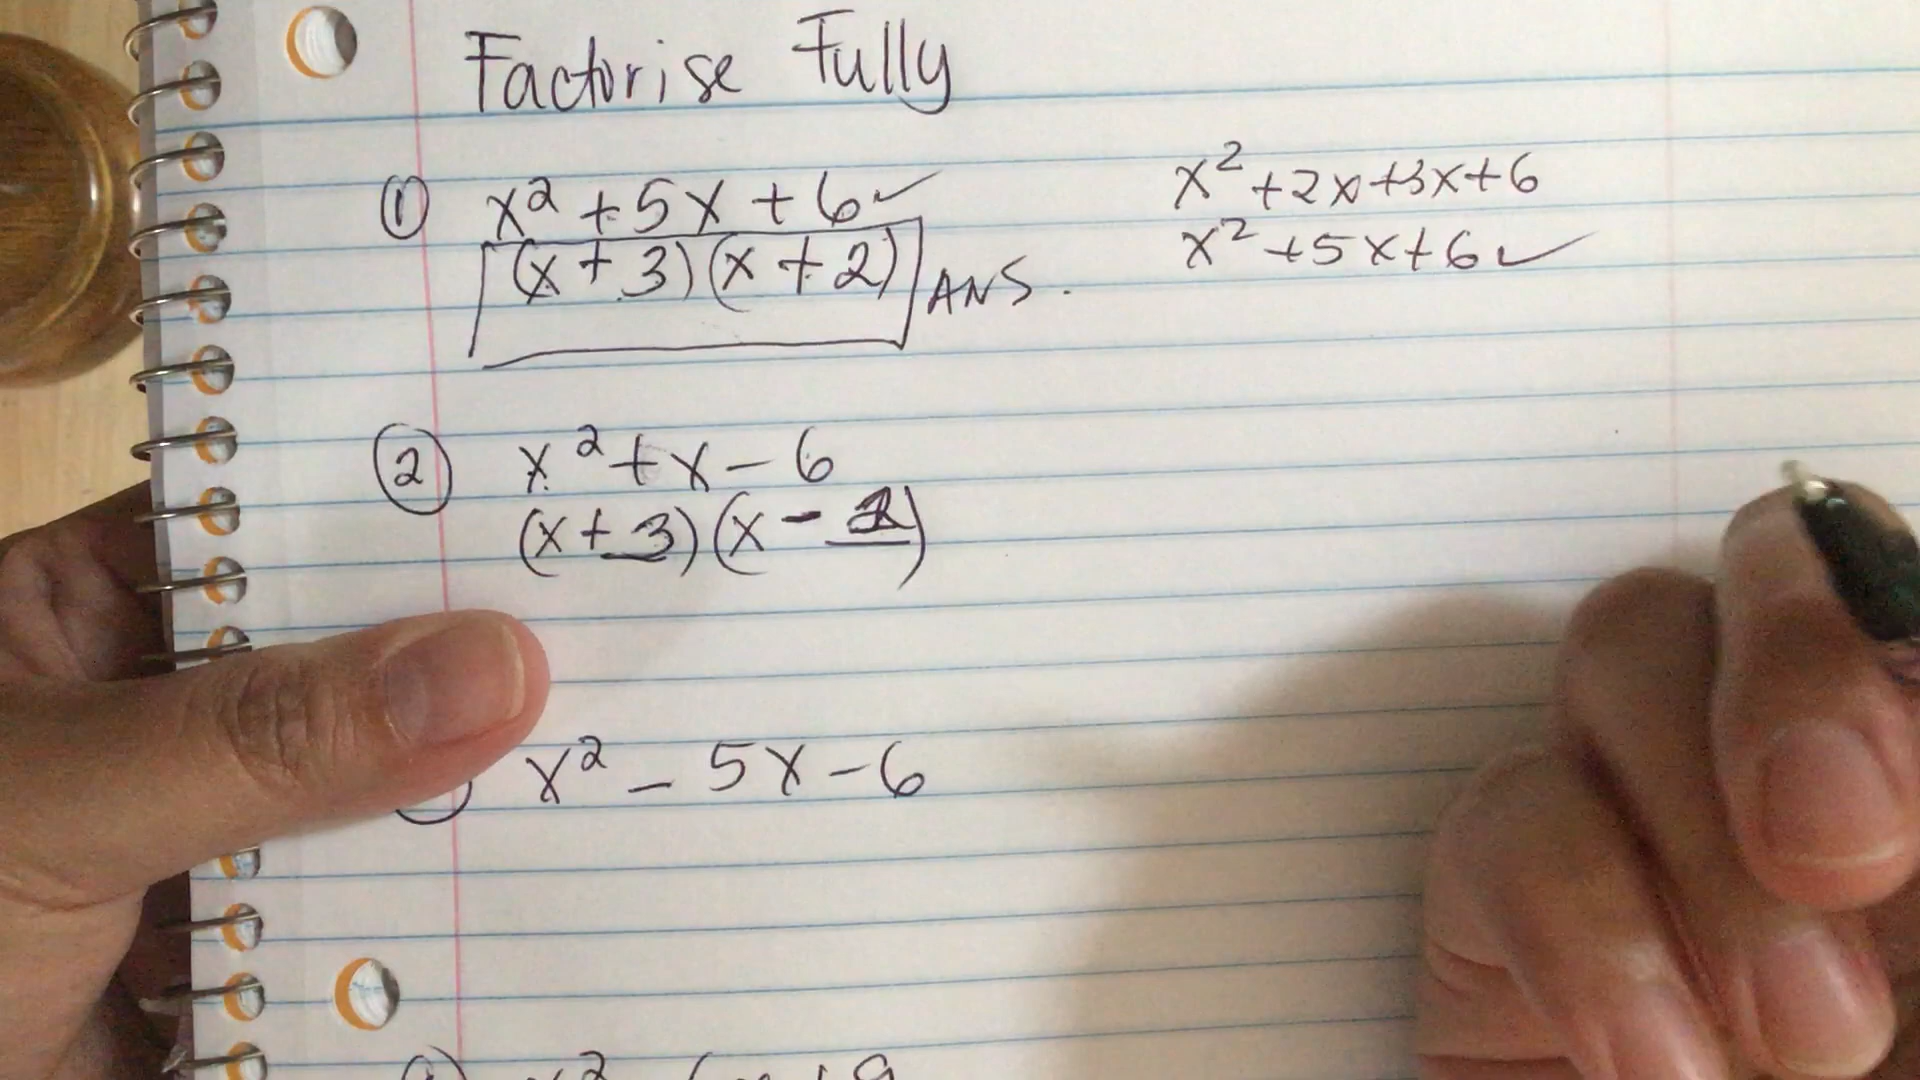 Factorise Fully
① x² + 5x + 6 ✓
(x + 3)(x + 2) ANS.
x² + 2x + 3x + 6
x² + 5x + 6 ✓
② x² + x - 6
(x + 3)(x - 2)
x² - 5x - 6